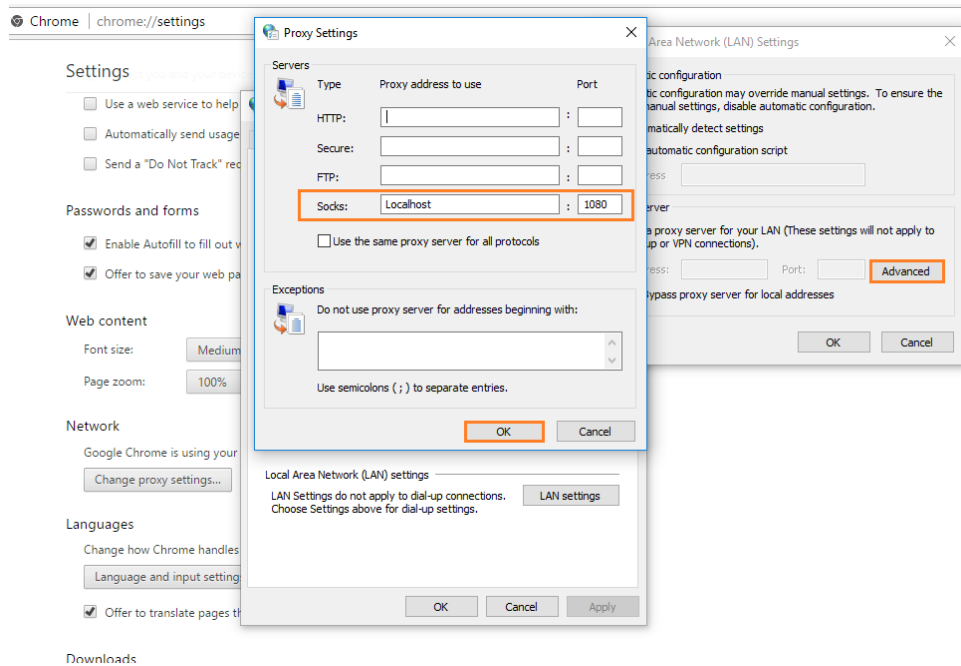 Chrome | chrome://settings
Settings
Use a web service to help
Automatically send usage
Send a "Do Not Track" req
Passwords and forms
Enable Autofill to fill out w
Offer to save your web pa
Web content
Font size:
Medium
Page zoom:
100%
Network
Google Chrome is using your
Change proxy settings...
Languages
Change how Chrome handles
Language and input setting
Offer to translate pages th
Downloads
Proxy Settings
Servers
Type Proxy address to use Port
HTTP: :
Secure: :
FTP: :
Socks: Localhost : 1080
Use the same proxy server for all protocols
Exceptions
Do not use proxy server for addresses beginning with:
Use semicolons ( ; ) to separate entries.
OK Cancel
Local Area Network (LAN) settings
LAN Settings do not apply to dial-up connections.
Choose Settings above for dial-up settings.
LAN settings
OK Cancel Apply
Area Network (LAN) Settings
tic configuration
tic configuration may override manual settings. To ensure the
manual settings, disable automatic configuration.
matically detect settings
automatic configuration script
ress
erver
a proxy server for your LAN (These settings will not apply to
up or VPN connections).
ress: Port: Advanced
Bypass proxy server for local addresses
OK Cancel